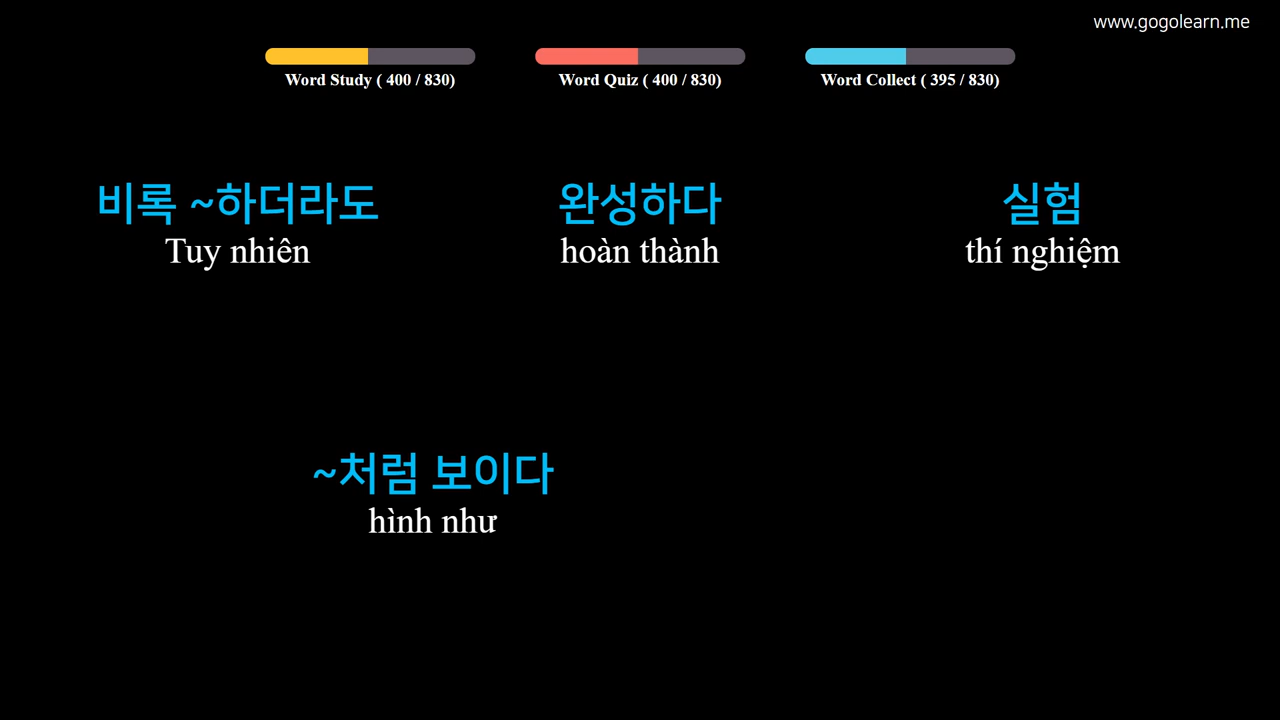 www.gogolearn.me
Word Study ( 400 / 830)
Word Quiz ( 400 / 830)
Word Collect ( 395 / 830)
비록 ~하더라도
Tuy nhiên
완성하다
hoàn thành
실험
thí nghiệm
~처럼 보이다
hình như